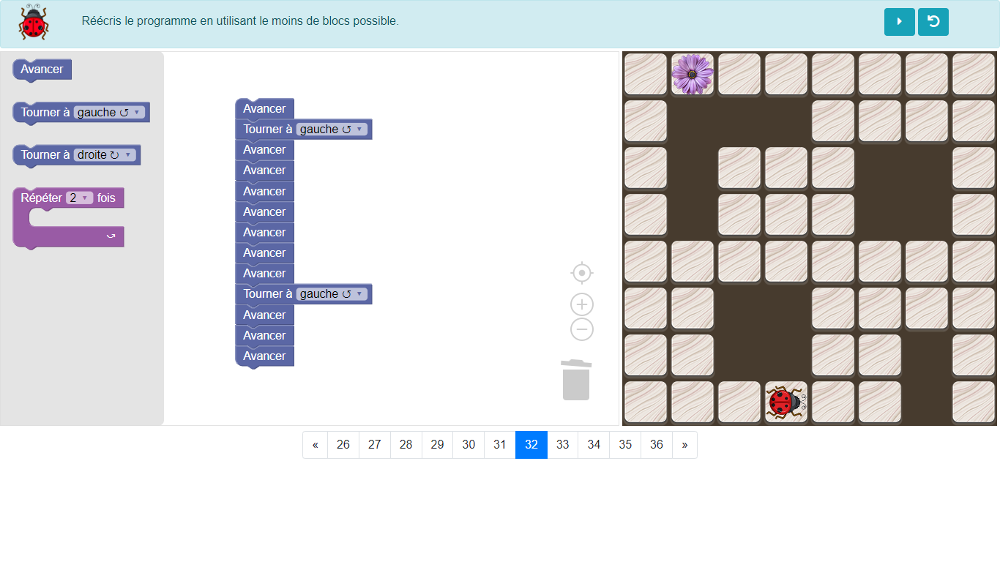 Réécris le programme en utilisant le moins de blocs possible.
Avancer
Tourner à gauche ↺ ▾
Tourner à droite ↻ ▾
Répéter 2 ▾ fois
Avancer
Tourner à gauche ↺ ▾
Avancer
Avancer
Avancer
Avancer
Avancer
Avancer
Avancer
Tourner à gauche ↺ ▾
Avancer
Avancer
Avancer
« 26 27 28 29 30 31 32 33 34 35 36 »